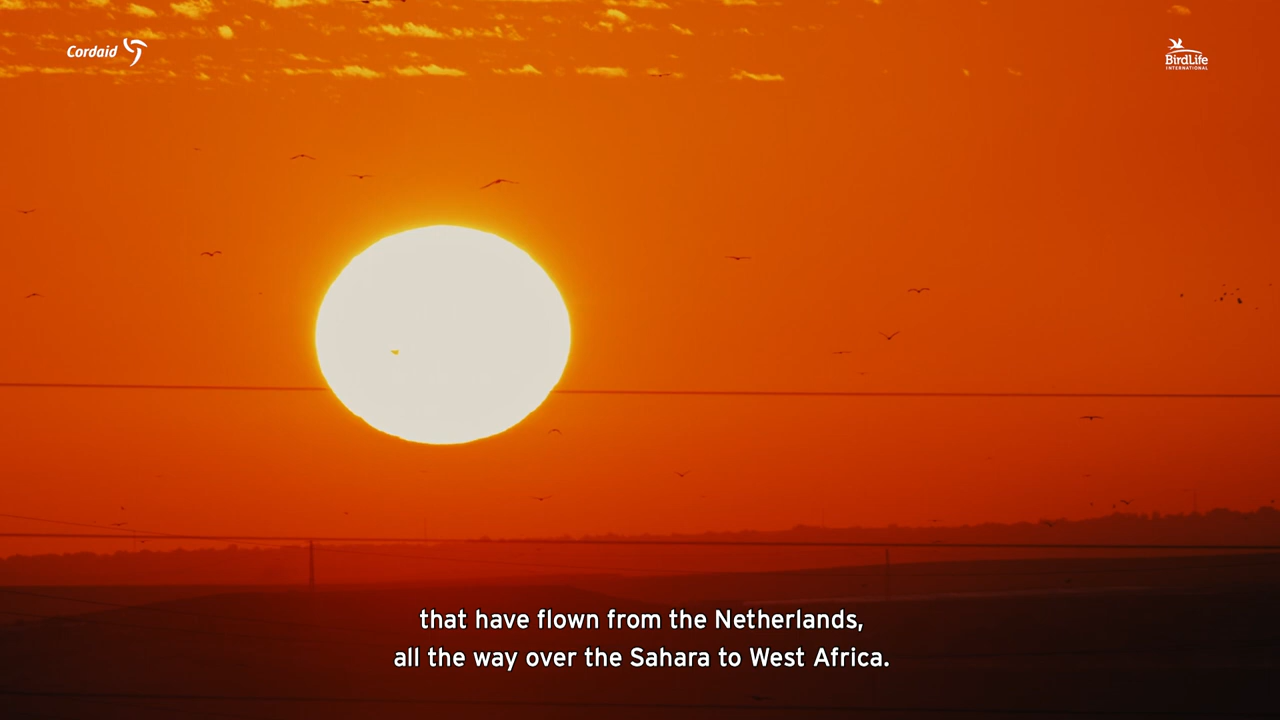 Cordaid
BirdLife
INTERNATIONAL
that have flown from the Netherlands,
all the way over the Sahara to West Africa.